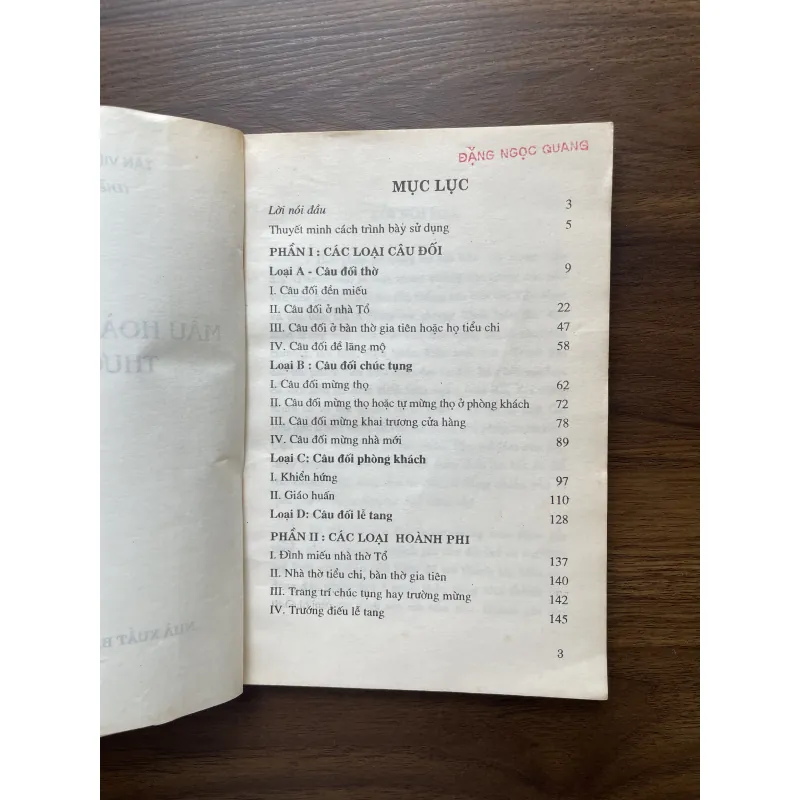 ĐẶNG NGỌC QUANG
MỤC LỤC
Lời nói đầu 3
Thuyết minh cách trình bày sử dụng 5
PHẦN I : CÁC LOẠI CÂU ĐỐI
Loại A - Câu đối thờ 9
I. Câu đối đền miếu
II. Câu đối ở nhà Tổ 22
III. Câu đối ở bàn thờ gia tiên hoặc họ tiểu chi 47
IV. Câu đối đề lăng mộ 58
Loại B : Câu đối chúc tụng
I. Câu đối mừng thọ 62
II. Câu đối mừng thọ hoặc tự mừng thọ ở phòng khách 72
III. Câu đối mừng khai trương cửa hàng 78
IV. Câu đối mừng nhà mới 89
Loại C: Câu đối phòng khách
I. Khiển hứng 97
II. Giáo huấn 110
Loại D: Câu đối lễ tang 128
PHẦN II : CÁC LOẠI HOÀNH PHI
I. Đình miếu nhà thờ Tổ 137
II. Nhà thờ tiểu chi, bàn thờ gia tiên 140
III. Trang trí chúc tụng hay trường mừng 142
IV. Trướng điếu lễ tang 145
3